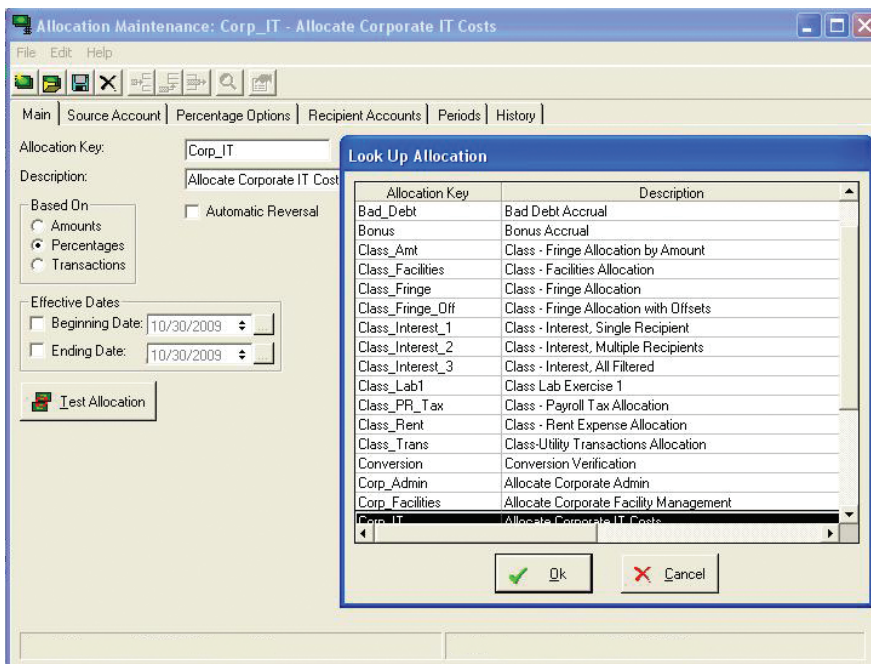 Allocation Maintenance: Corp_IT - Allocate Corporate IT Costs
File Edit Help
Main Source Account Percentage Options Recipient Accounts Periods History
Allocation Key: Corp_IT
Description: Allocate Corporate IT Cost
Based On
Automatic Reversal
Amounts
Percentages
Transactions
Effective Dates
Beginning Date: 10/30/2009 ...
Ending Date: 10/30/2009 ...
Test Allocation
Look Up Allocation
Allocation Key Description
Bad_Debt Bad Debt Accrual
Bonus Bonus Accrual
Class_Amt Class - Fringe Allocation by Amount
Class_Facilities Class - Facilities Allocation
Class_Fringe Class - Fringe Allocation
Class_Fringe_Off Class - Fringe Allocation with Offsets
Class_Interest_1 Class - Interest, Single Recipient
Class_Interest_2 Class - Interest, Multiple Recipients
Class_Interest_3 Class - Interest, All Filtered
Class_Lab1 Class Lab Exercise 1
Class_PR_Tax Class - Payroll Tax Allocation
Class_Rent Class - Rent Expense Allocation
Class_Trans Class-Utility Transactions Allocation
Conversion Conversion Verification
Corp_Admin Allocate Corporate Admin
Corp_Facilities Allocate Corporate Facility Management
Corp_IT Allocate Corporate IT Costs
Ok Cancel